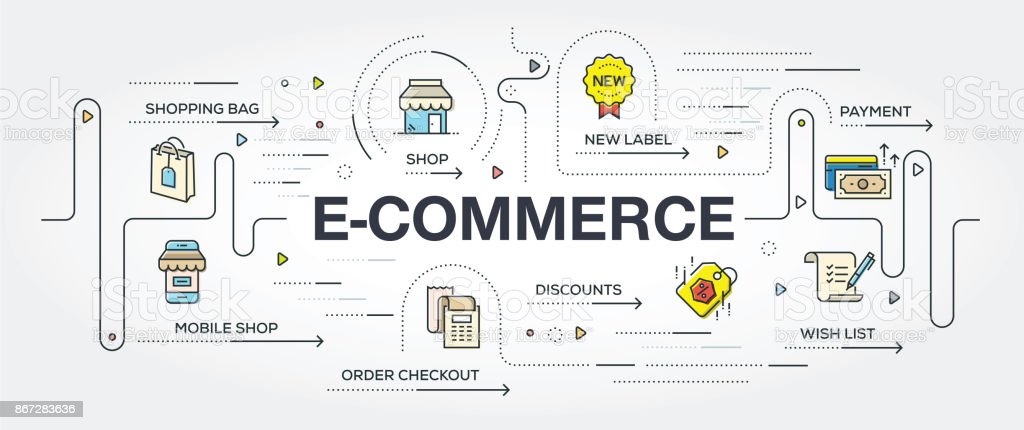 SHOPPING BAG
SHOP
NEW
NEW LABEL
PAYMENT
E-COMMERCE
MOBILE SHOP
ORDER CHECKOUT
DISCOUNTS
WISH LIST
iStock
by Getty Images™
867283636